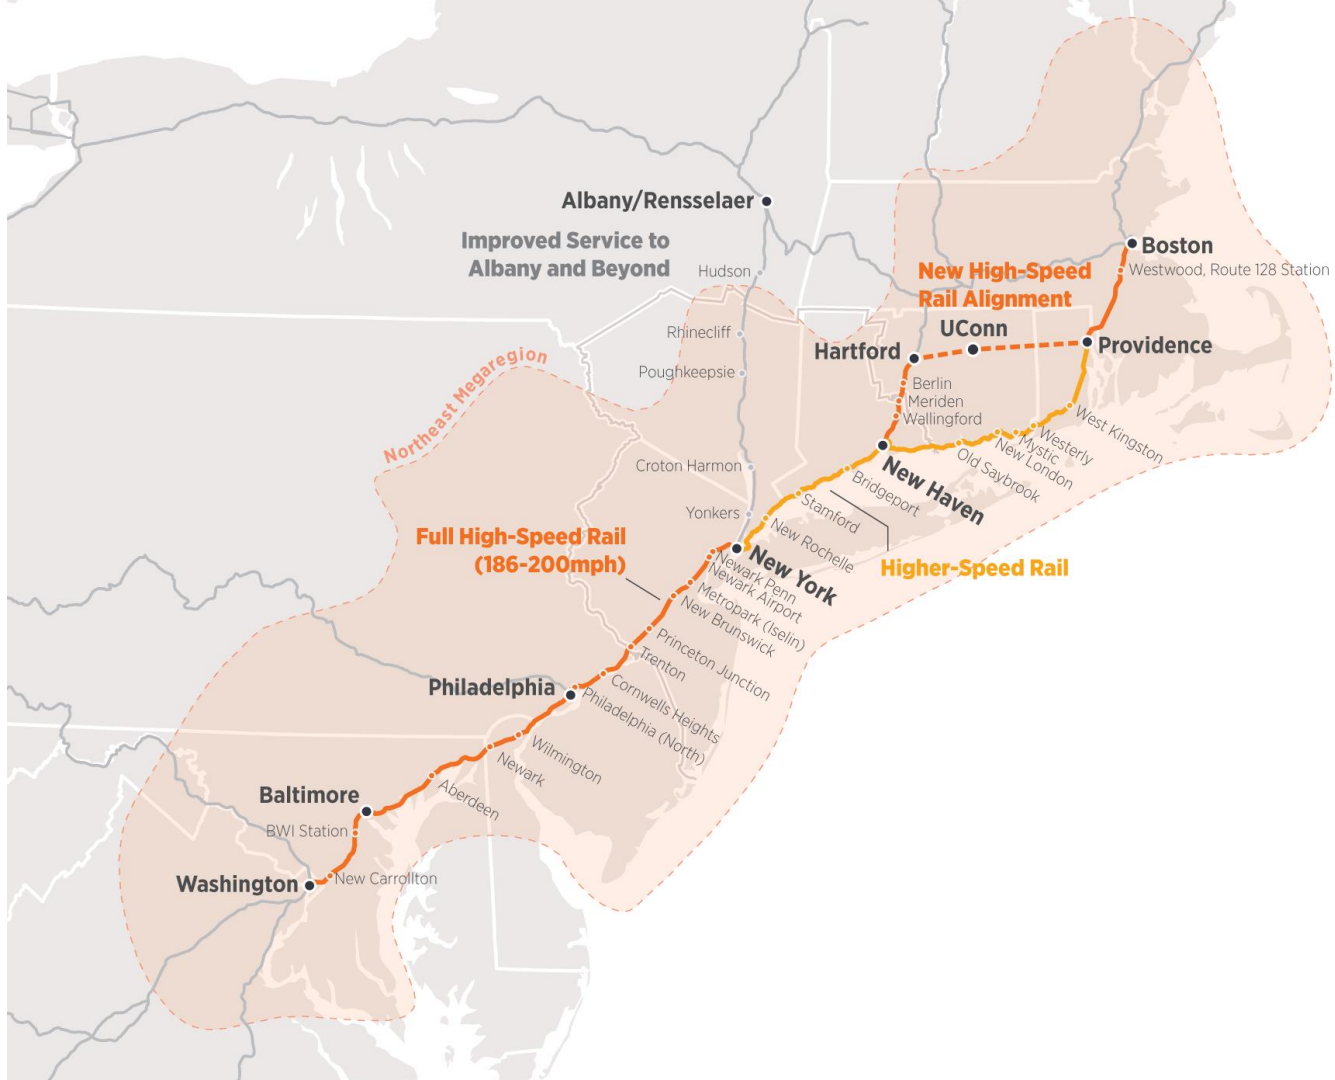 Albany/Rensselaer
Improved Service to
Albany and Beyond
Hudson
Boston
Westwood, Route 128 Station
New High-Speed
Rail Alignment
UConn
Hartford
Providence
Rhinecliff
Poughkeepsie
Northeast Megaregion
Berlin
Meriden
Wallingford
West Kingston
Westerly
Mystic
New London
Old Saybrook
New Haven
Bridgeport
Stamford
New Rochelle
Croton Harmon
Yonkers
Higher-Speed Rail
Full High-Speed Rail
(186-200mph)
New York
Newark Penn
Newark Airport
Metropark (Iselin)
New Brunswick
Princeton Junction
Trenton
Cornwells Heights
Philadelphia (North)
Philadelphia
Wilmington
Newark
Aberdeen
Baltimore
BWI Station
New Carrollton
Washington